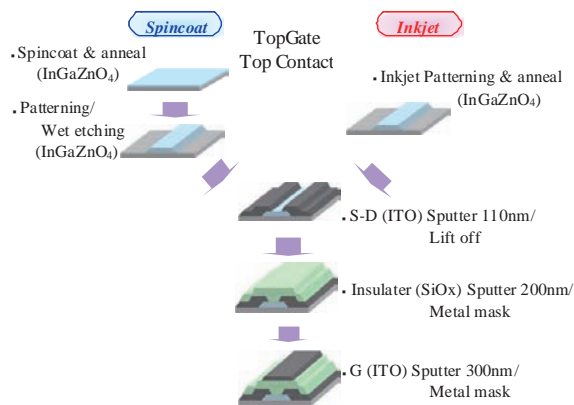 Spincoat
TopGate
Top Contact
Inkjet
. Spincoat & anneal
(InGaZnO₄)
. Patterning/
Wet etching
(InGaZnO₄)
. Inkjet Patterning & anneal
(InGaZnO₄)
. S-D (ITO) Sputter 110nm/
Lift off
. Insulater (SiOx) Sputter 200nm/
Metal mask
. G (ITO) Sputter 300nm/
Metal mask